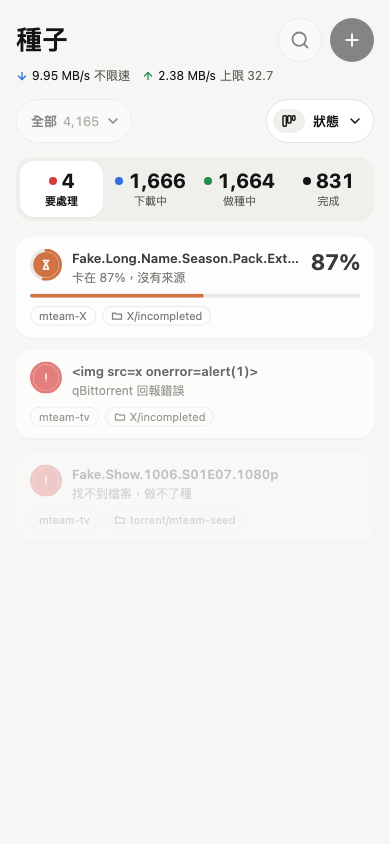 種子
9.95 MB/s 不限速 2.38 MB/s 上限 32.7
全部 4,165 狀態
4 1,666 1,664 831
要處理 下載中 做種中 完成
Fake.Long.Name.Season.Pack.Ext... 87%
卡在 87%,沒有來源
mteam-X X/incompleted
<img src=x onerror=alert(1)>
qBittorrent 回報錯誤
mteam-tv X/incompleted
Fake.Show.1006.S01E07.1080p
找不到檔案,做不了種
mteam-tv torrent/mteam-seed